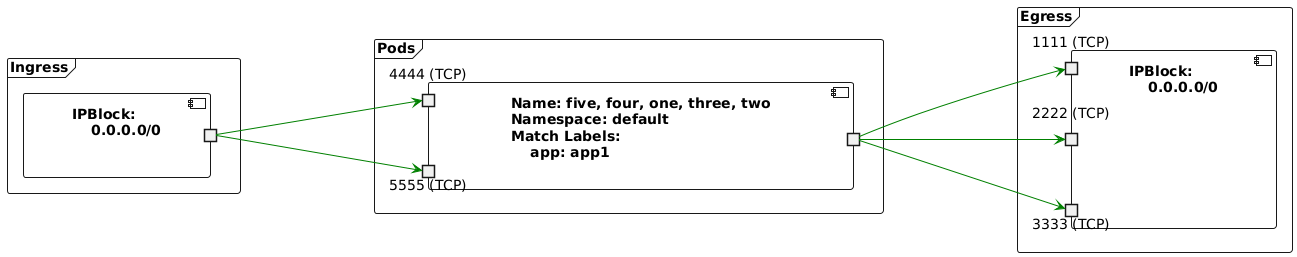 Ingress
IPBlock:
0.0.0.0/0
Pods
4444 (TCP)
Name: five, four, one, three, two
Namespace: default
Match Labels:
app: app1
5555 (TCP)
Egress
1111 (TCP)
IPBlock:
0.0.0.0/0
2222 (TCP)
3333 (TCP)